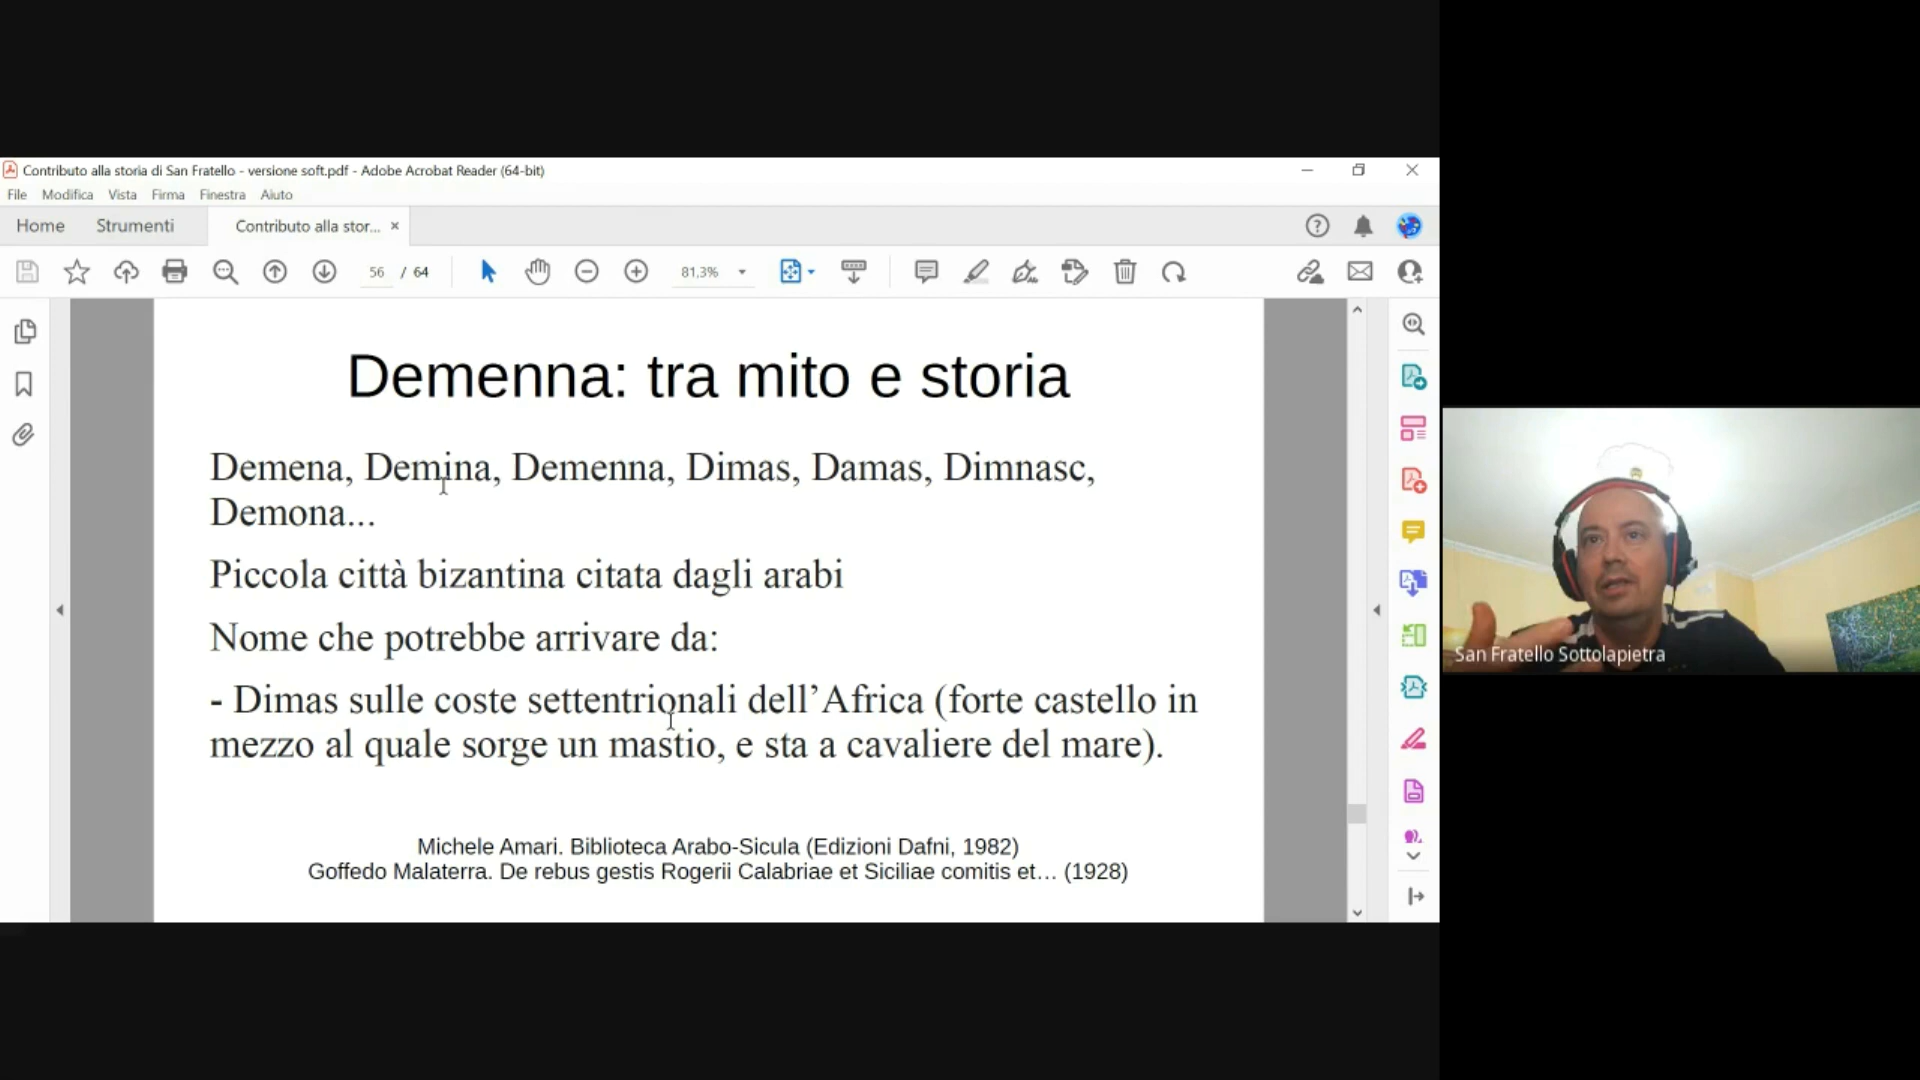 Contributo alla storia di San Fratello - versione soft.pdf - Adobe Acrobat Reader (64-bit)
File Modifica Vista Firma Finestra Aiuto
Home Strumenti Contributo alla stor...
56 / 64 81,3%
Demenna: tra mito e storia
Demena, Demina, Demenna, Dimas, Damas, Dimnasc,
Demona...
Piccola città bizantina citata dagli arabi
Nome che potrebbe arrivare da:
- Dimas sulle coste settentrionali dell’Africa (forte castello in
mezzo al quale sorge un mastio, e sta a cavaliere del mare).
Michele Amari. Biblioteca Arabo-Sicula (Edizioni Dafni, 1982)
Goffedo Malaterra. De rebus gestis Rogerii Calabriae et Siciliae comitis et… (1928)
San Fratello Sottolapietra